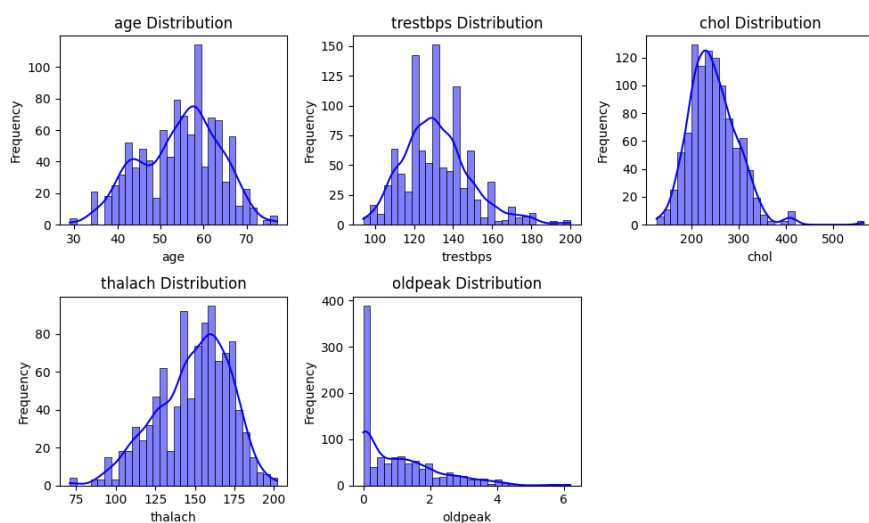 age Distribution
Frequency
100
80
60
40
20
0
30 40 50 60 70
age
trestbps Distribution
Frequency
150
125
100
75
50
25
0
100 120 140 160 180 200
trestbps
chol Distribution
Frequency
120
100
80
60
40
20
0
200 300 400 500
chol
thalach Distribution
Frequency
80
60
40
20
0
75 100 125 150 175 200
thalach
oldpeak Distribution
Frequency
400
300
200
100
0
0 2 4 6
oldpeak